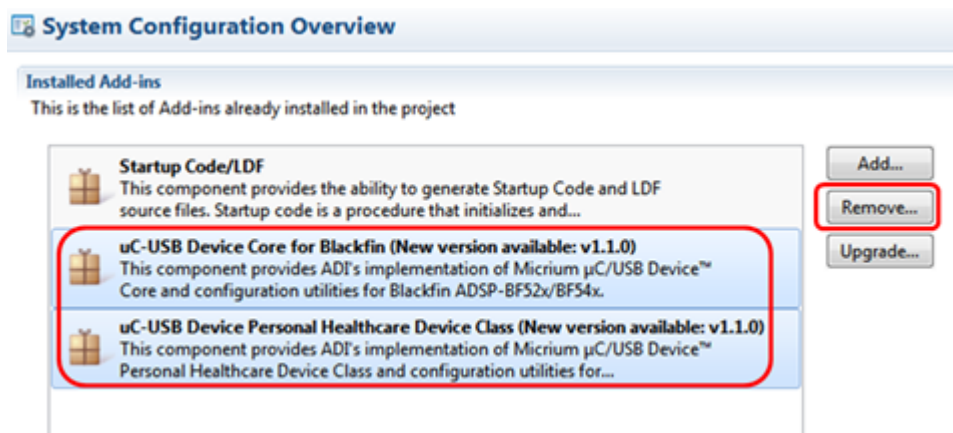 System Configuration Overview
Installed Add-ins
This is the list of Add-ins already installed in the project
Startup Code/LDF
This component provides the ability to generate Startup Code and LDF
source files. Startup code is a procedure that initializes and...
uC-USB Device Core for Blackfin (New version available: v1.1.0)
This component provides ADI's implementation of Micrium µC/USB Device™
Core and configuration utilities for Blackfin ADSP-BF52x/BF54x.
uC-USB Device Personal Healthcare Device Class (New version available: v1.1.0)
This component provides ADI's implementation of Micrium µC/USB Device™
Personal Healthcare Device Class and configuration utilities for...
Add...
Remove...
Upgrade...